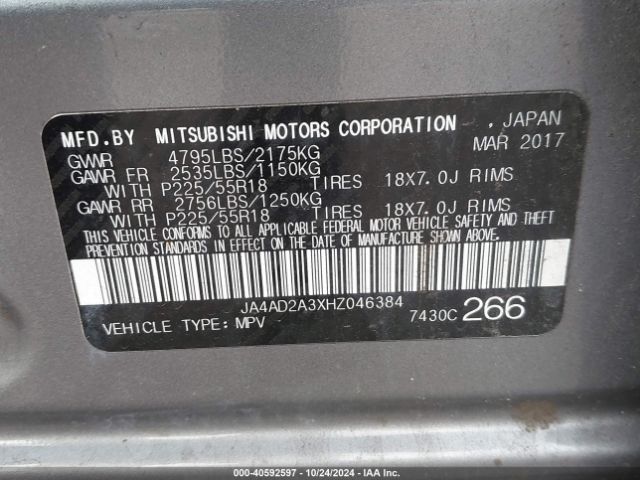 MFD.BY MITSUBISHI MOTORS CORPORATION , JAPAN
GVWR 4795LBS/2175KG MAR 2017
GAWR FR 2535LBS/1150KG
WITH P225/55R18 TIRES 18X7.0J RIMS
GAWR RR 2756LBS/1250KG
WITH P225/55R18 TIRES 18X7.0J RIMS
THIS VEHICLE CONFORMS TO ALL APPLICABLE FEDERAL MOTOR VEHICLE SAFETY AND THEFT
PREVENTION STANDARDS IN EFFECT ON THE DATE OF MANUFACTURE SHOWN ABOVE.
JA4AD2A3XHZ046384
VEHICLE TYPE: MPV 7430C 266
000-40592597 - 10/24/2024 - IAA Inc.